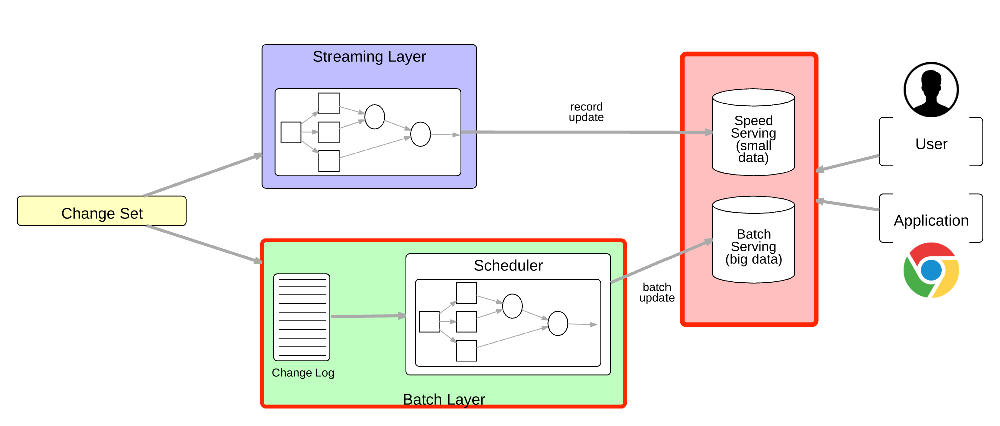 Streaming Layer
record
update
Speed
Serving
(small
data)
User
Change Set
Application
Batch
Serving
(big data)
Scheduler
batch
update
Change Log
Batch Layer